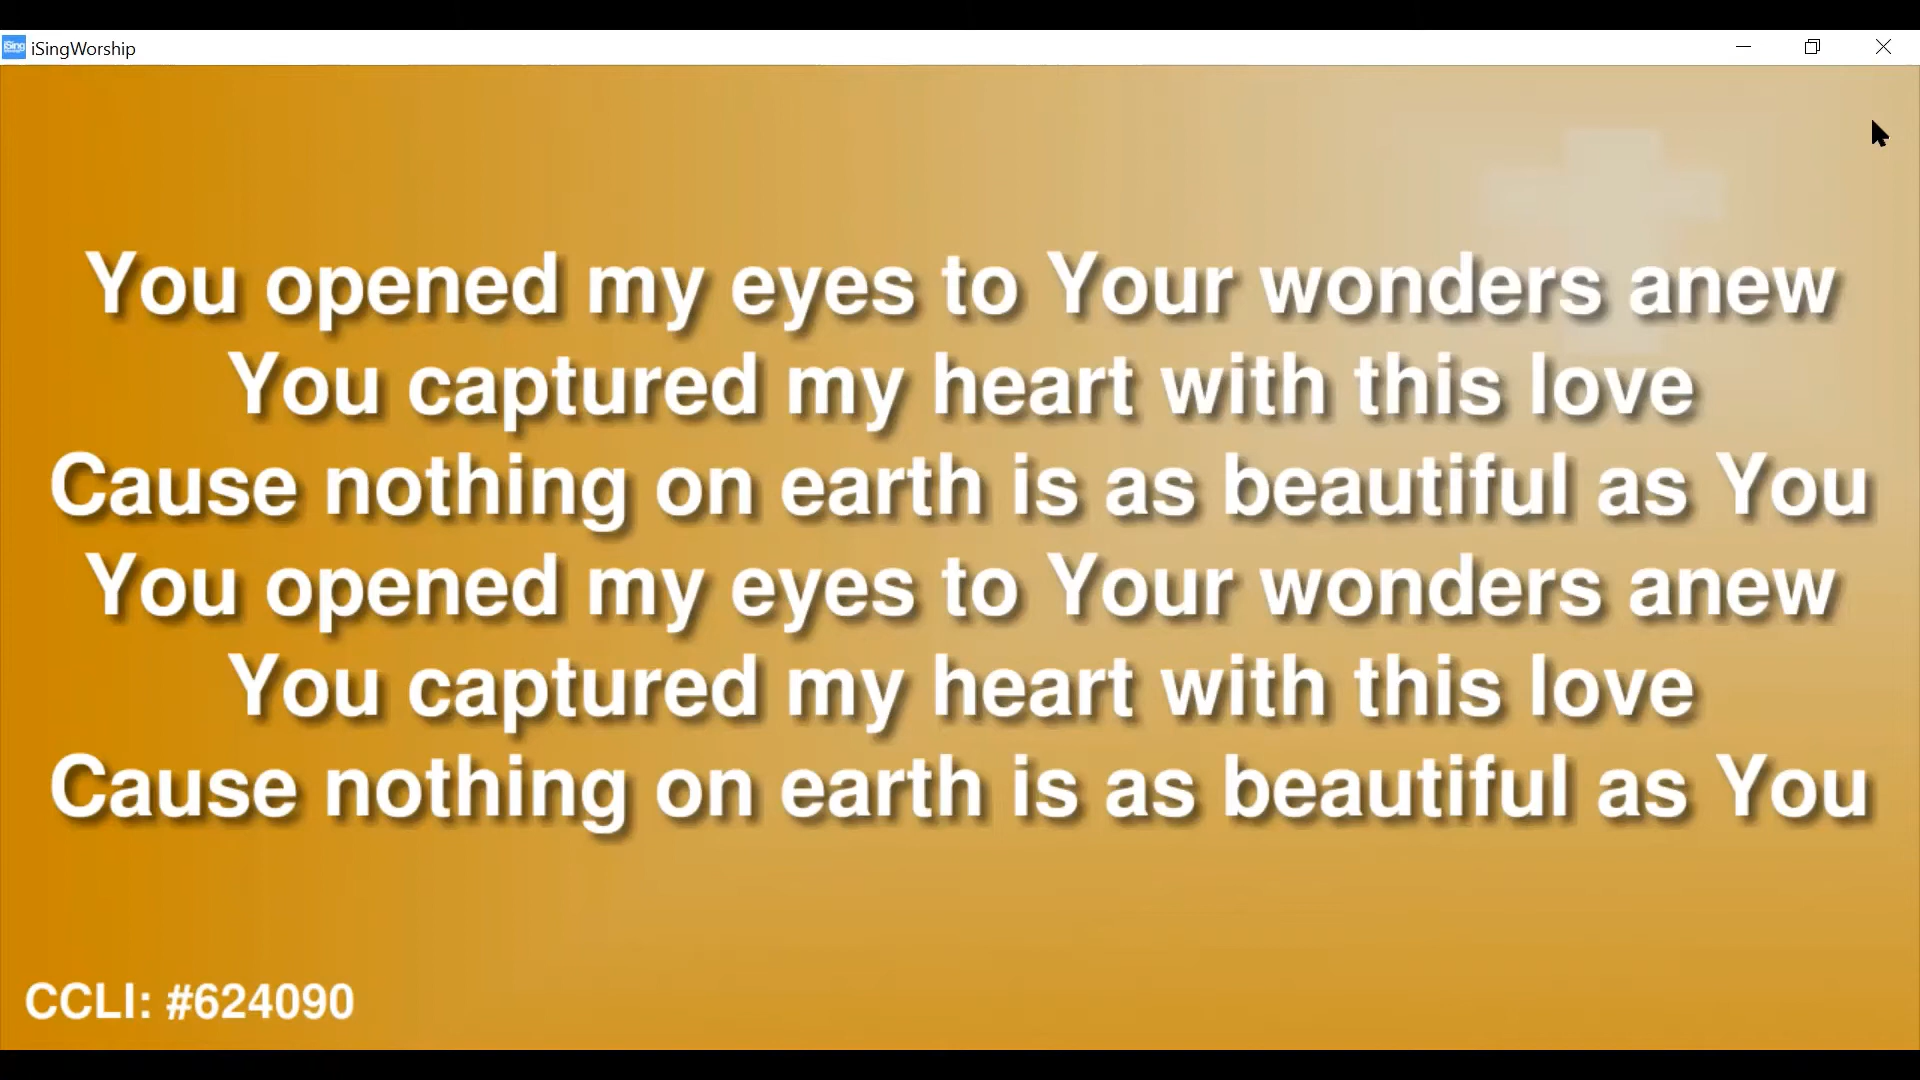 iSing iSingWorship
You opened my eyes to Your wonders anew
You captured my heart with this love
Cause nothing on earth is as beautiful as You
You opened my eyes to Your wonders anew
You captured my heart with this love
Cause nothing on earth is as beautiful as You
CCLI: #624090